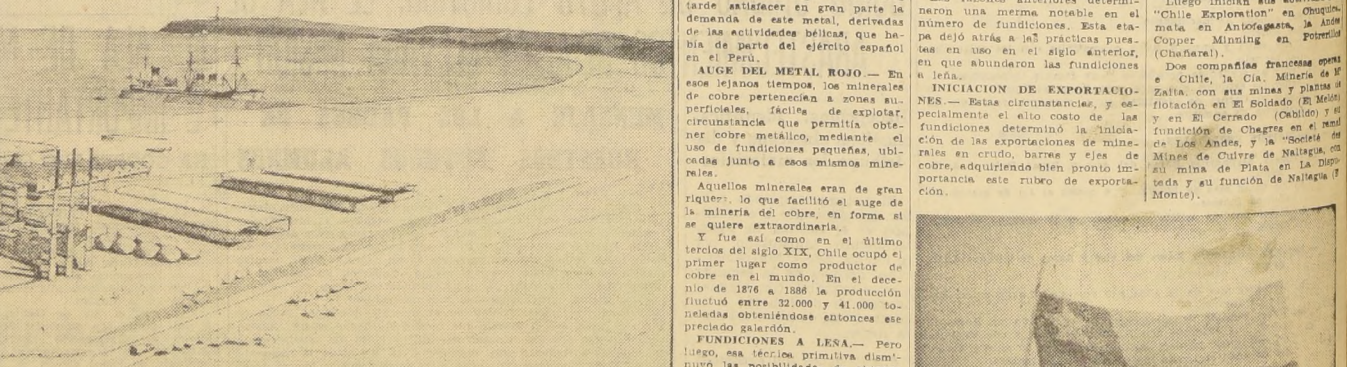 tarde satisfacer en gran parte la
demanda de este metal, derivadas
de las actividades bélicas, que ha-
bía de parte del ejército español
en el Perú.
AUGE DEL METAL ROJO.— En
esos lejanos tiempos, los minerales
de cobre pertenecían a zonas su-
perficiales, fáciles de explotar,
circunstancia que permitía obte-
ner cobre metálico, mediante el
uso de fundiciones pequeñas, ubi-
cadas junto a esos mismos mine-
rales.
Aquellos minerales eran de gran
lo que facilitó el auge de
la minería del cobre, en forma si
se quiere extraordinaria.
Y fue así como en el último
tercios del siglo XIX, Chile ocupó el
primer lugar como productor de
cobre en el mundo. En el dece-
nio de 1876 a 1886 la producción
fluctuó entre 32.000 y 41.000 to-
neladas obteniéndose entonces ese
preciado galardón.
FUNDICIONES A LEÑA.— Pero
luego, esa técnica primitiva dismi-
nuyó las
naron una merma notable en el
número de fundiciones. Esta eta-
pa dejó atrás a las prácticas pues-
tas en uso en el siglo anterior,
en que abundaron las fundiciones
a leña.
INICIACION DE EXPORTACIO-
NES.— Estas circunstancias, y es-
pecialmente el alto costo de las
fundiciones determinó la inicia-
ción de las exportaciones de mine-
rales en crudo, barras y ejes de
cobre, adquiriendo bien pronto im-
portancia este rubro de exporta-
ción.
Luego inician sus
"Chile Exploration" en Chuquica-
mata en Antofagasta, la Andes
Copper Minning en Potrerillos
(Chañaral).
Dos compañías francesas operan
e Chile, la Cía. Minería de M'
Zaita, con sus minas y plantas de
flotación en El Soldado (El Melón)
y en El Cerrado (Cabildo) y su
fundición de Chagres en el ramal
de Los Andes, y la "Societé des
Mines de Cuivre de Naltagua, con
su mina de Plata en La Dispu-
tada y su función de Naltagua (El
Monte).